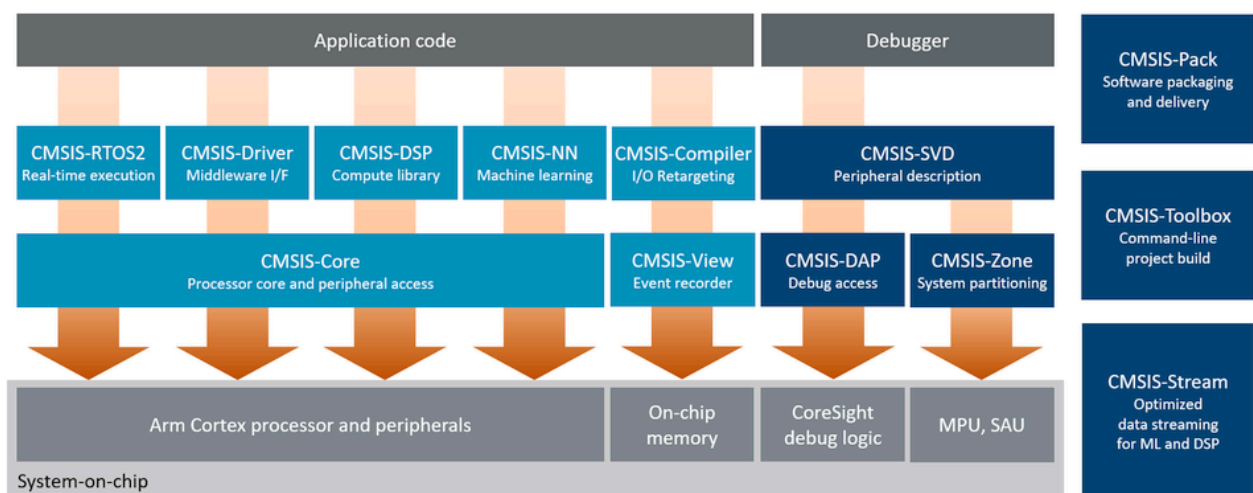 Application code
Debugger
CMSIS-RTOS2
Real-time execution
CMSIS-Driver
Middleware I/F
CMSIS-DSP
Compute library
CMSIS-NN
Machine learning
CMSIS-Compiler
I/O Retargeting
CMSIS-SVD
Peripheral description
CMSIS-Core
Processor core and peripheral access
CMSIS-View
Event recorder
CMSIS-DAP
Debug access
CMSIS-Zone
System partitioning
Arm Cortex processor and peripherals
On-chip
memory
CoreSight
debug logic
MPU, SAU
System-on-chip
CMSIS-Pack
Software packaging
and delivery
CMSIS-Toolbox
Command-line
project build
CMSIS-Stream
Optimized
data streaming
for ML and DSP